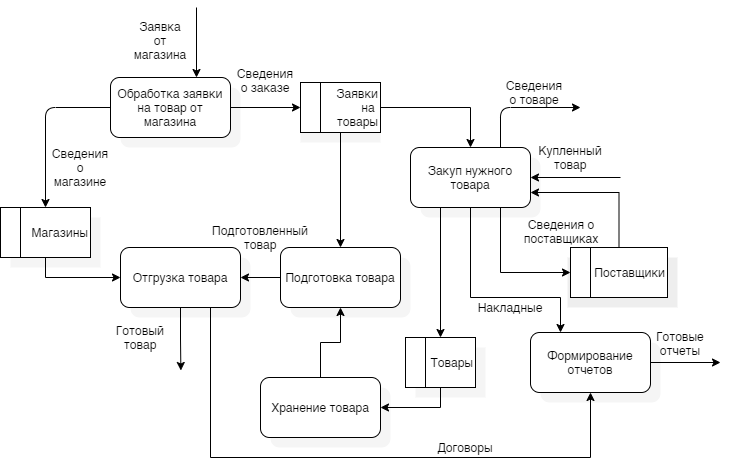 Заявка
от
магазина
Обработка заявки
на товар от
магазина
Сведения
о заказе
Заявки
на
товары
Сведения
о товаре
Сведения
о
магазине
Закуп нужного
товара
Купленный
товар
Магазины
Подготовленный
товар
Сведения о
поставщиках
Отгрузка товара
Подготовка товара
Поставщики
Готовый
товар
Накладные
Готовые
отчеты
Товары
Формирование
отчетов
Хранение товара
Договоры